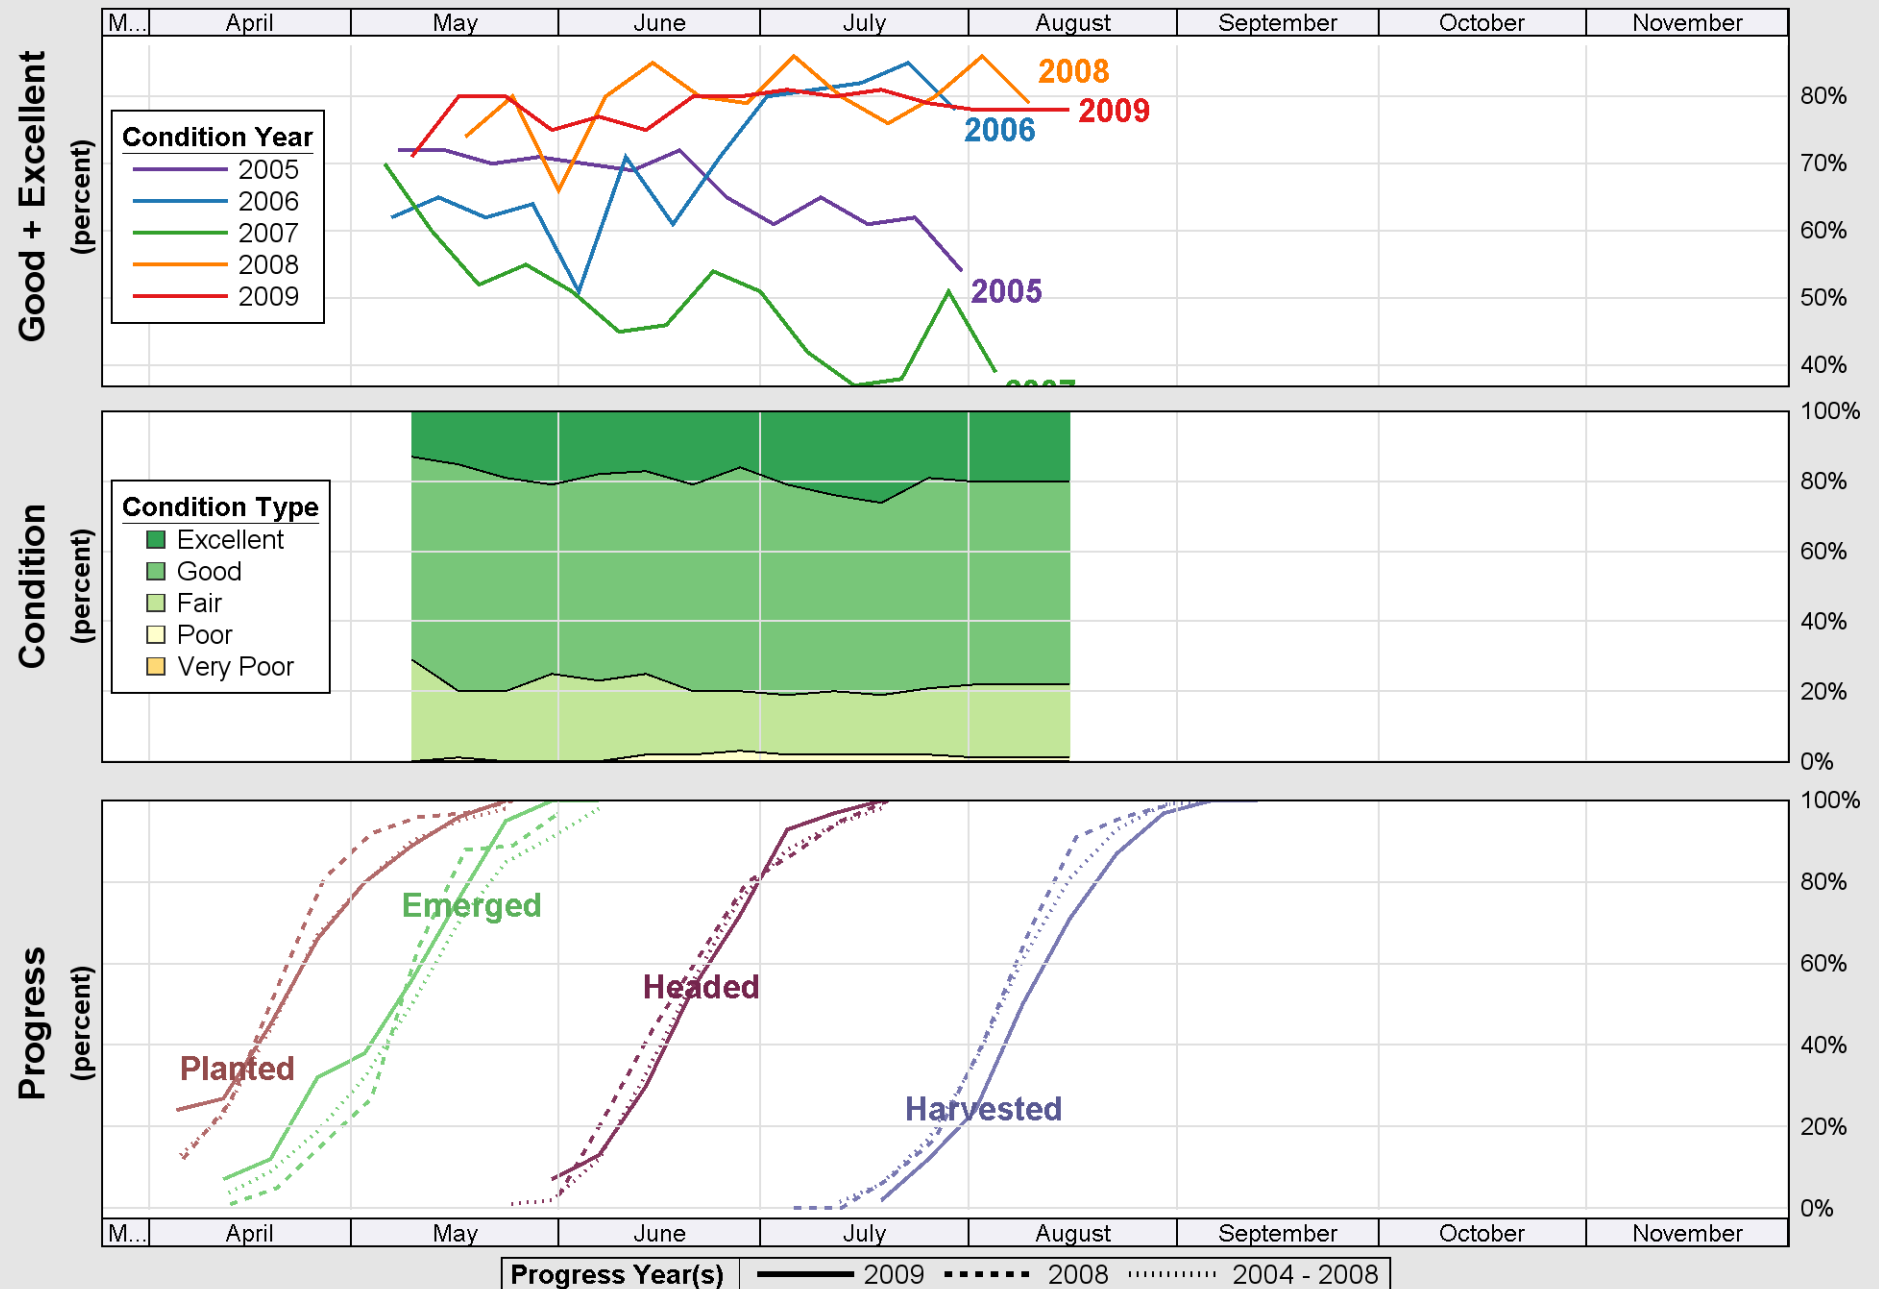 M... April May June July August September October November
Good + Excellent
(percent)
80%
70%
60%
50%
40%
Condition Year
2005
2006
2007
2008
2009
2008
2009
2006
2005
2007
Condition
(percent)
100%
80%
60%
40%
20%
0%
Condition Type
Excellent
Good
Fair
Poor
Very Poor
Progress
(percent)
100%
80%
60%
40%
20%
0%
Emerged
Headed
Planted
Harvested
M... April May June July August September October November
Progress Year(s) 2009 2008 2004 - 2008